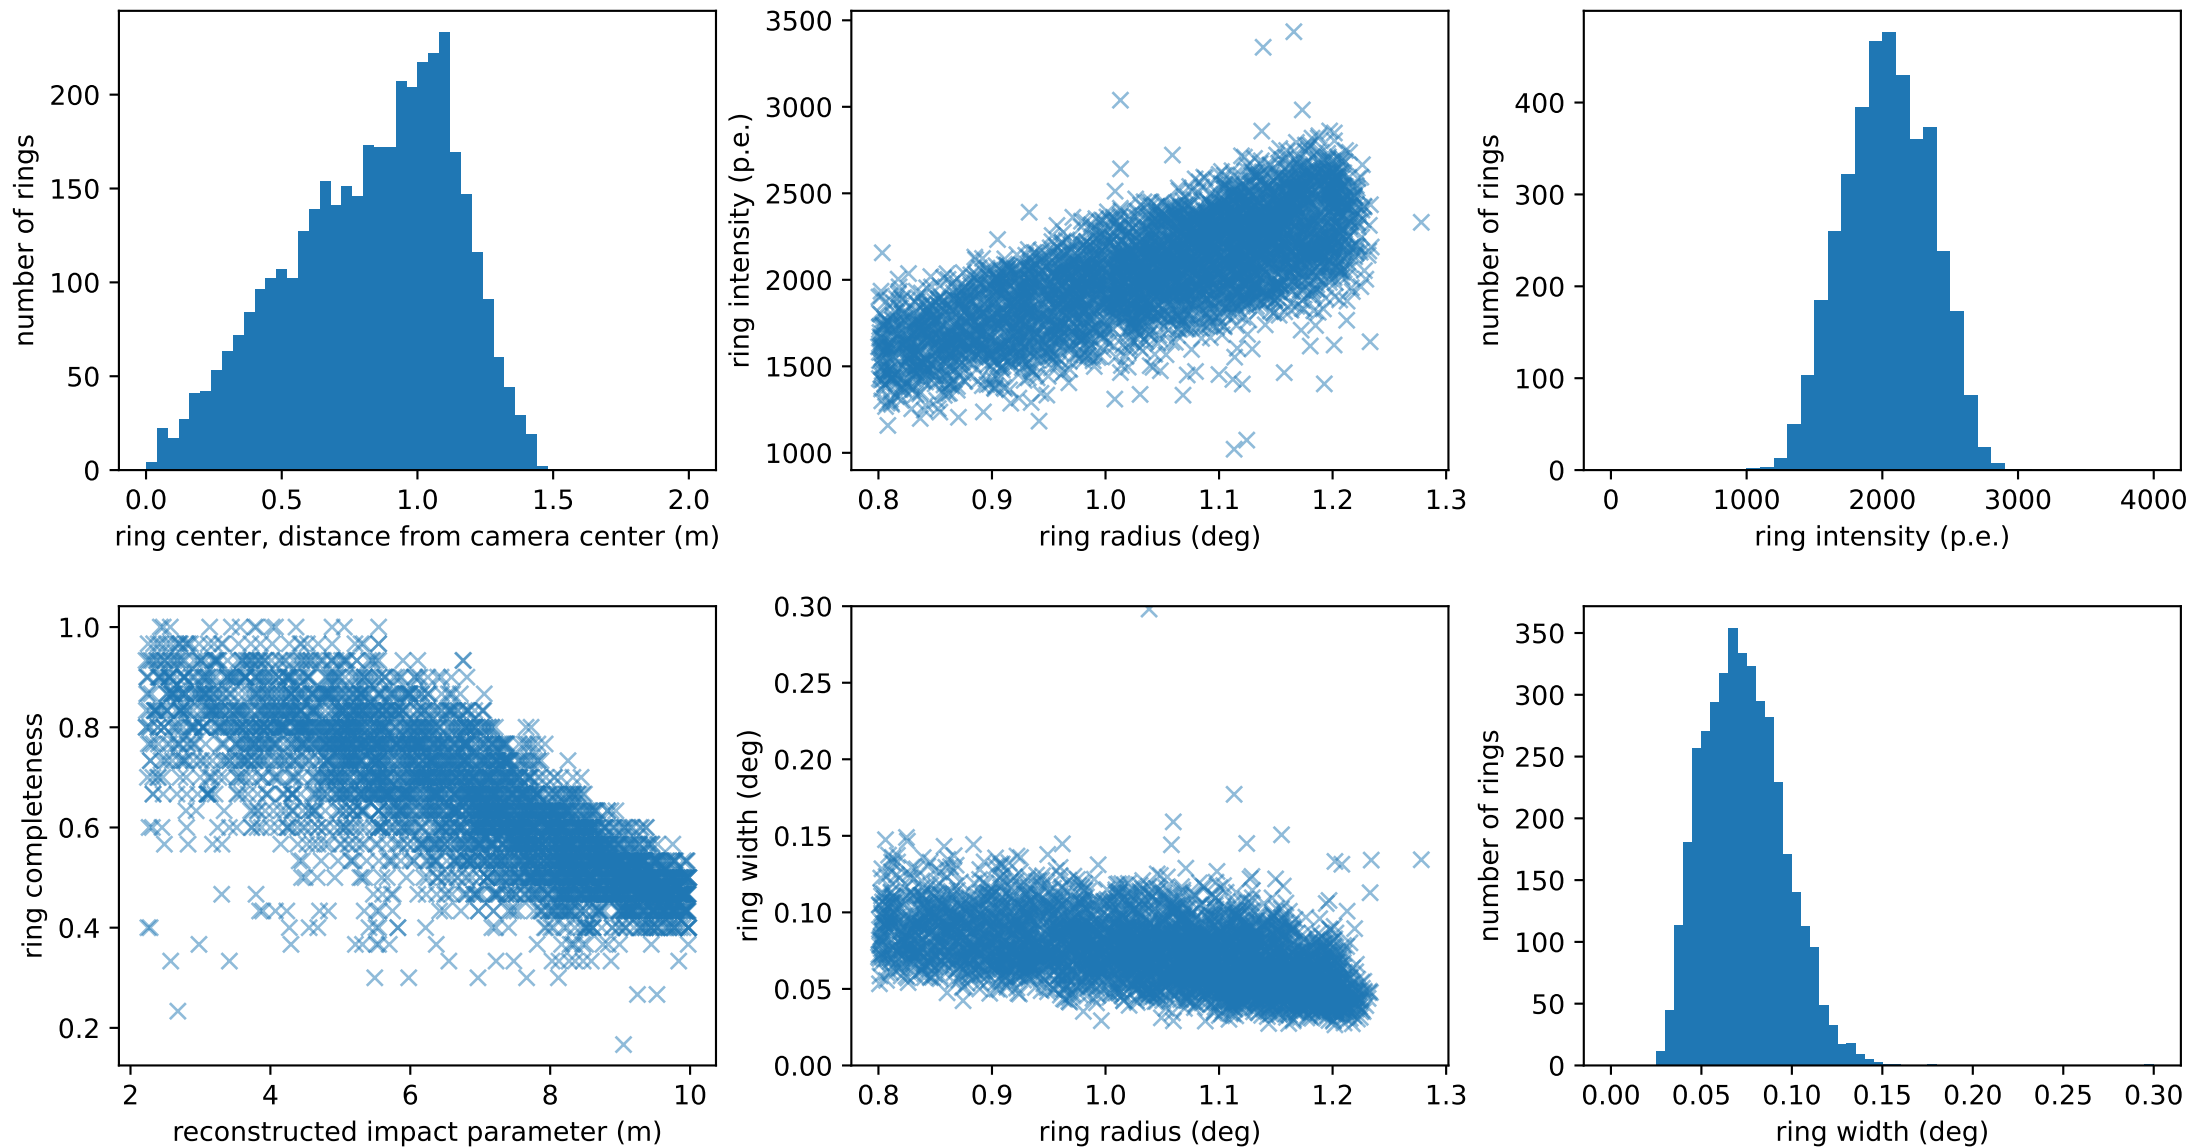 200
150
100
50
0
number of rings
0.0 0.5 1.0 1.5 2.0
ring center, distance from camera center (m)
3500
3000
2500
2000
1500
1000
ring intensity (p.e.)
0.8 0.9 1.0 1.1 1.2 1.3
ring radius (deg)
400
300
200
100
0
number of rings
0 1000 2000 3000 4000
ring intensity (p.e.)
1.0
0.8
0.6
0.4
0.2
ring completeness
2 4 6 8 10
reconstructed impact parameter (m)
0.30
0.25
0.20
0.15
0.10
0.05
0.00
ring width (deg)
0.8 0.9 1.0 1.1 1.2 1.3
ring radius (deg)
350
300
250
200
150
100
50
0
number of rings
0.00 0.05 0.10 0.15 0.20 0.25 0.30
ring width (deg)